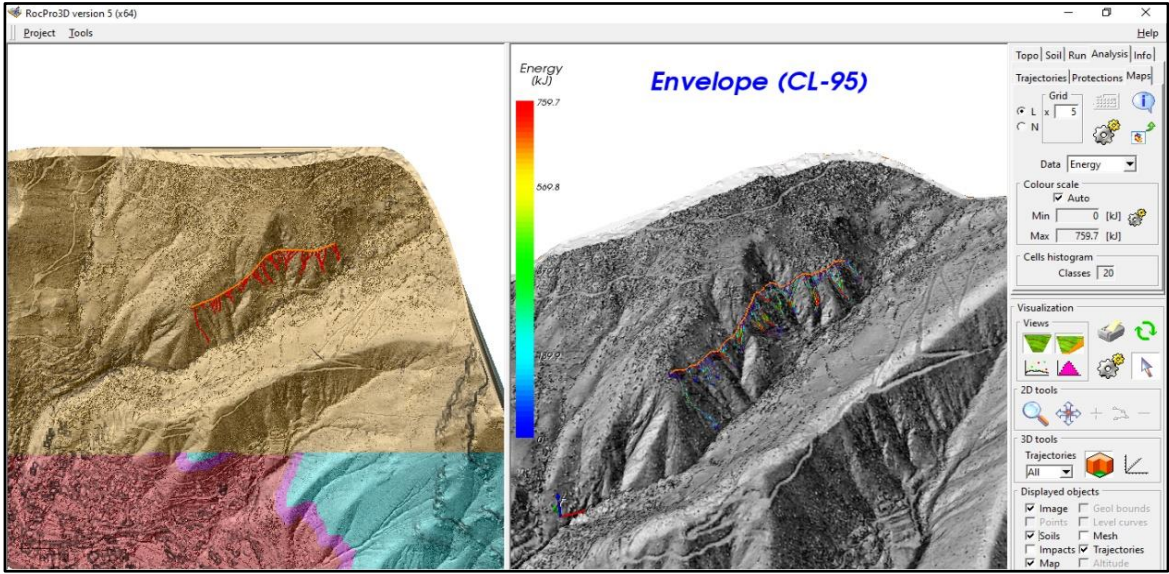 RocPro3D version 5 (x64)
Project Tools
Help
Energy
(kJ)
759.7
569.8
Envelope (CL-95)
Topo Soil Run Analysis Info
Trajectories Protections Maps
Grid
L x 5
N
Data Energy
Colour scale
Auto
Min 0 [kJ]
Max 759.7 [kJ]
Cells histogram
Classes 20
Visualization
Views
2D tools
3D tools
Trajectories
All
Displayed objects
Image Geol bounds
Points Level curves
Soils Mesh
Impacts Trajectories
Map Altitude